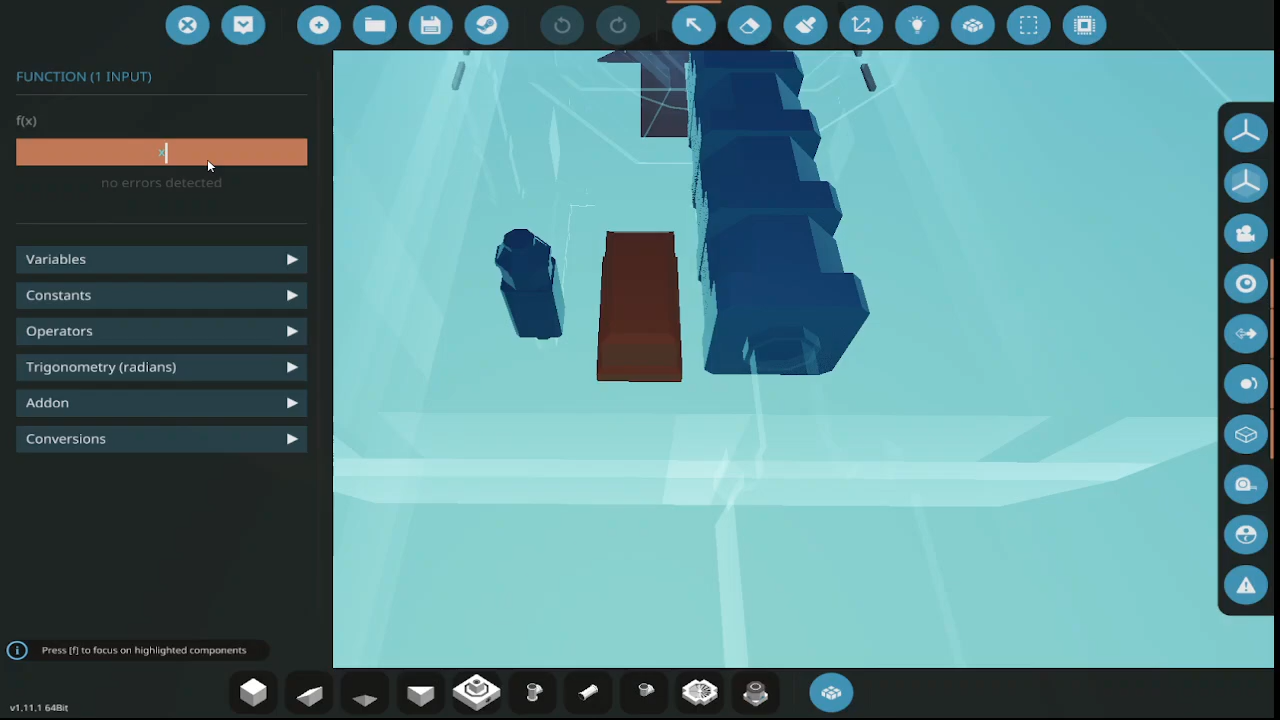 FUNCTION (1 INPUT)
f(x)
x
no errors detected
Variables
Constants
Operators
Trigonometry (radians)
Addon
Conversions
Press [f] to focus on highlighted components
v1.11.1 64Bit